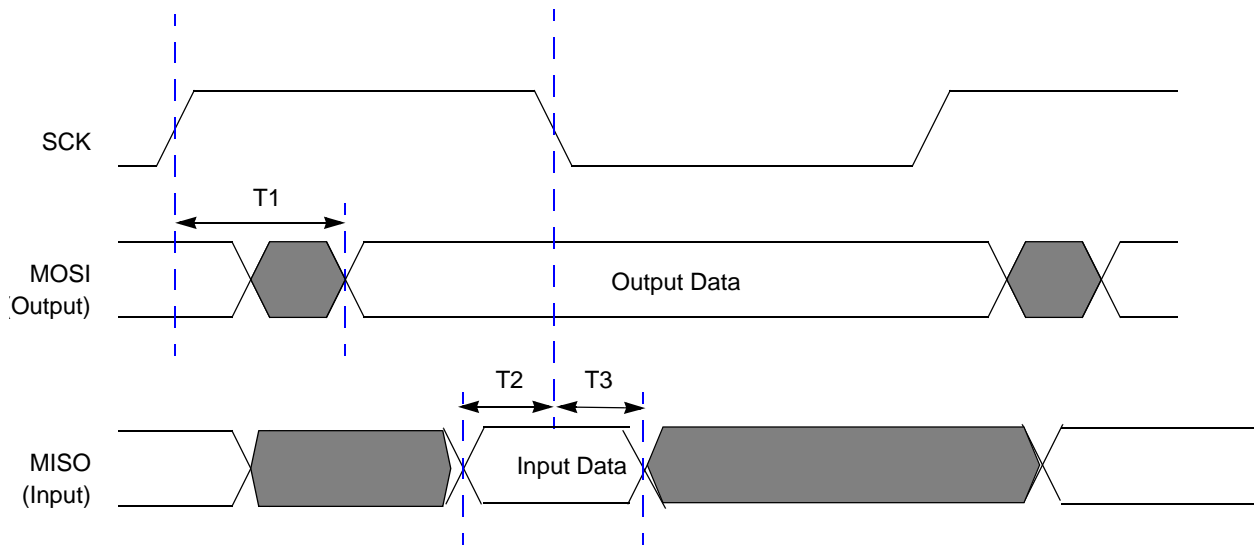 SCK
T1
MOSI
(Output)
Output Data
T2
T3
MISO
(Input)
Input Data